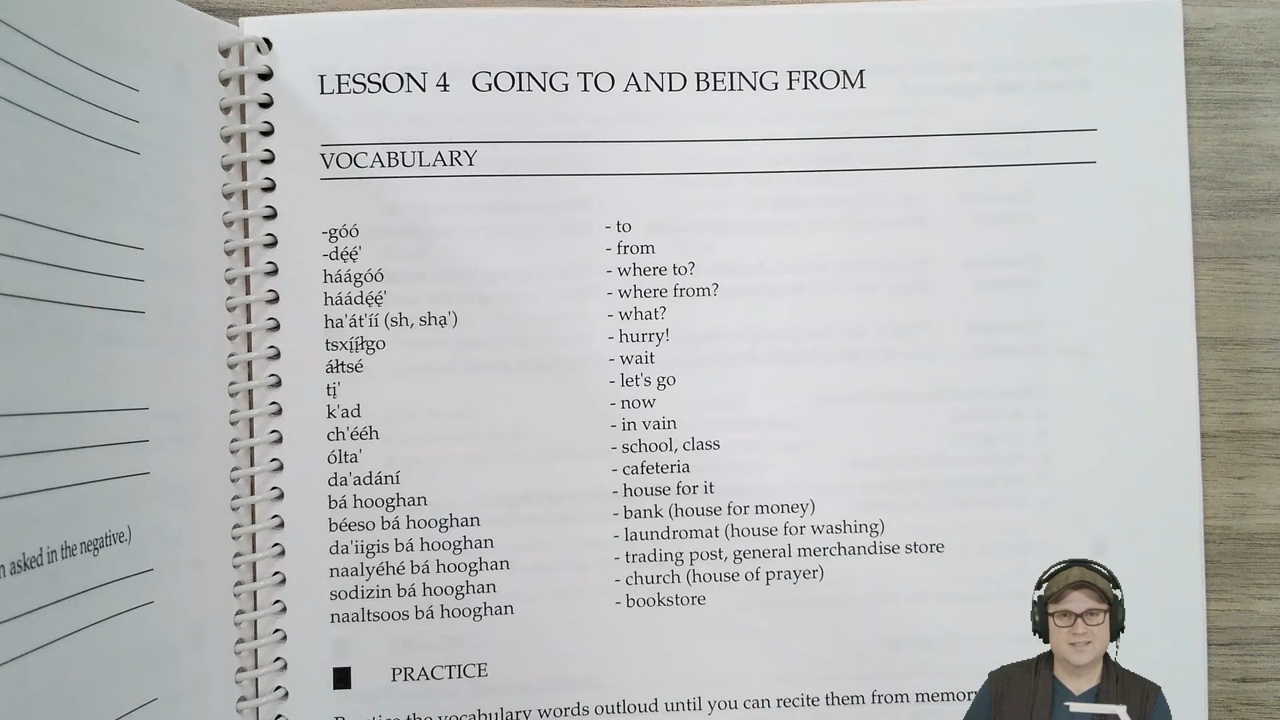 LESSON 4 GOING TO AND BEING FROM
VOCABULARY
-góó - to
-dę́ę́' - from
háágóó - where to?
háádę́ę́' - where from?
ha'át'íí (sh, shą') - what?
tsxį́į́łgo - hurry!
áłtsé - wait
tį' - let's go
k'ad - now
ch'ééh - in vain
ólta' - school, class
da'adání - cafeteria
bá hooghan - house for it
béeso bá hooghan - bank (house for money)
da'iigis bá hooghan - laundromat (house for washing)
naalyéhé bá hooghan - trading post, general merchandise store
sodizin bá hooghan - church (house of prayer)
naaltsoos bá hooghan - bookstore
PRACTICE
Practice the vocabulary words outloud until you can recite them from memory
asked in the negative.)